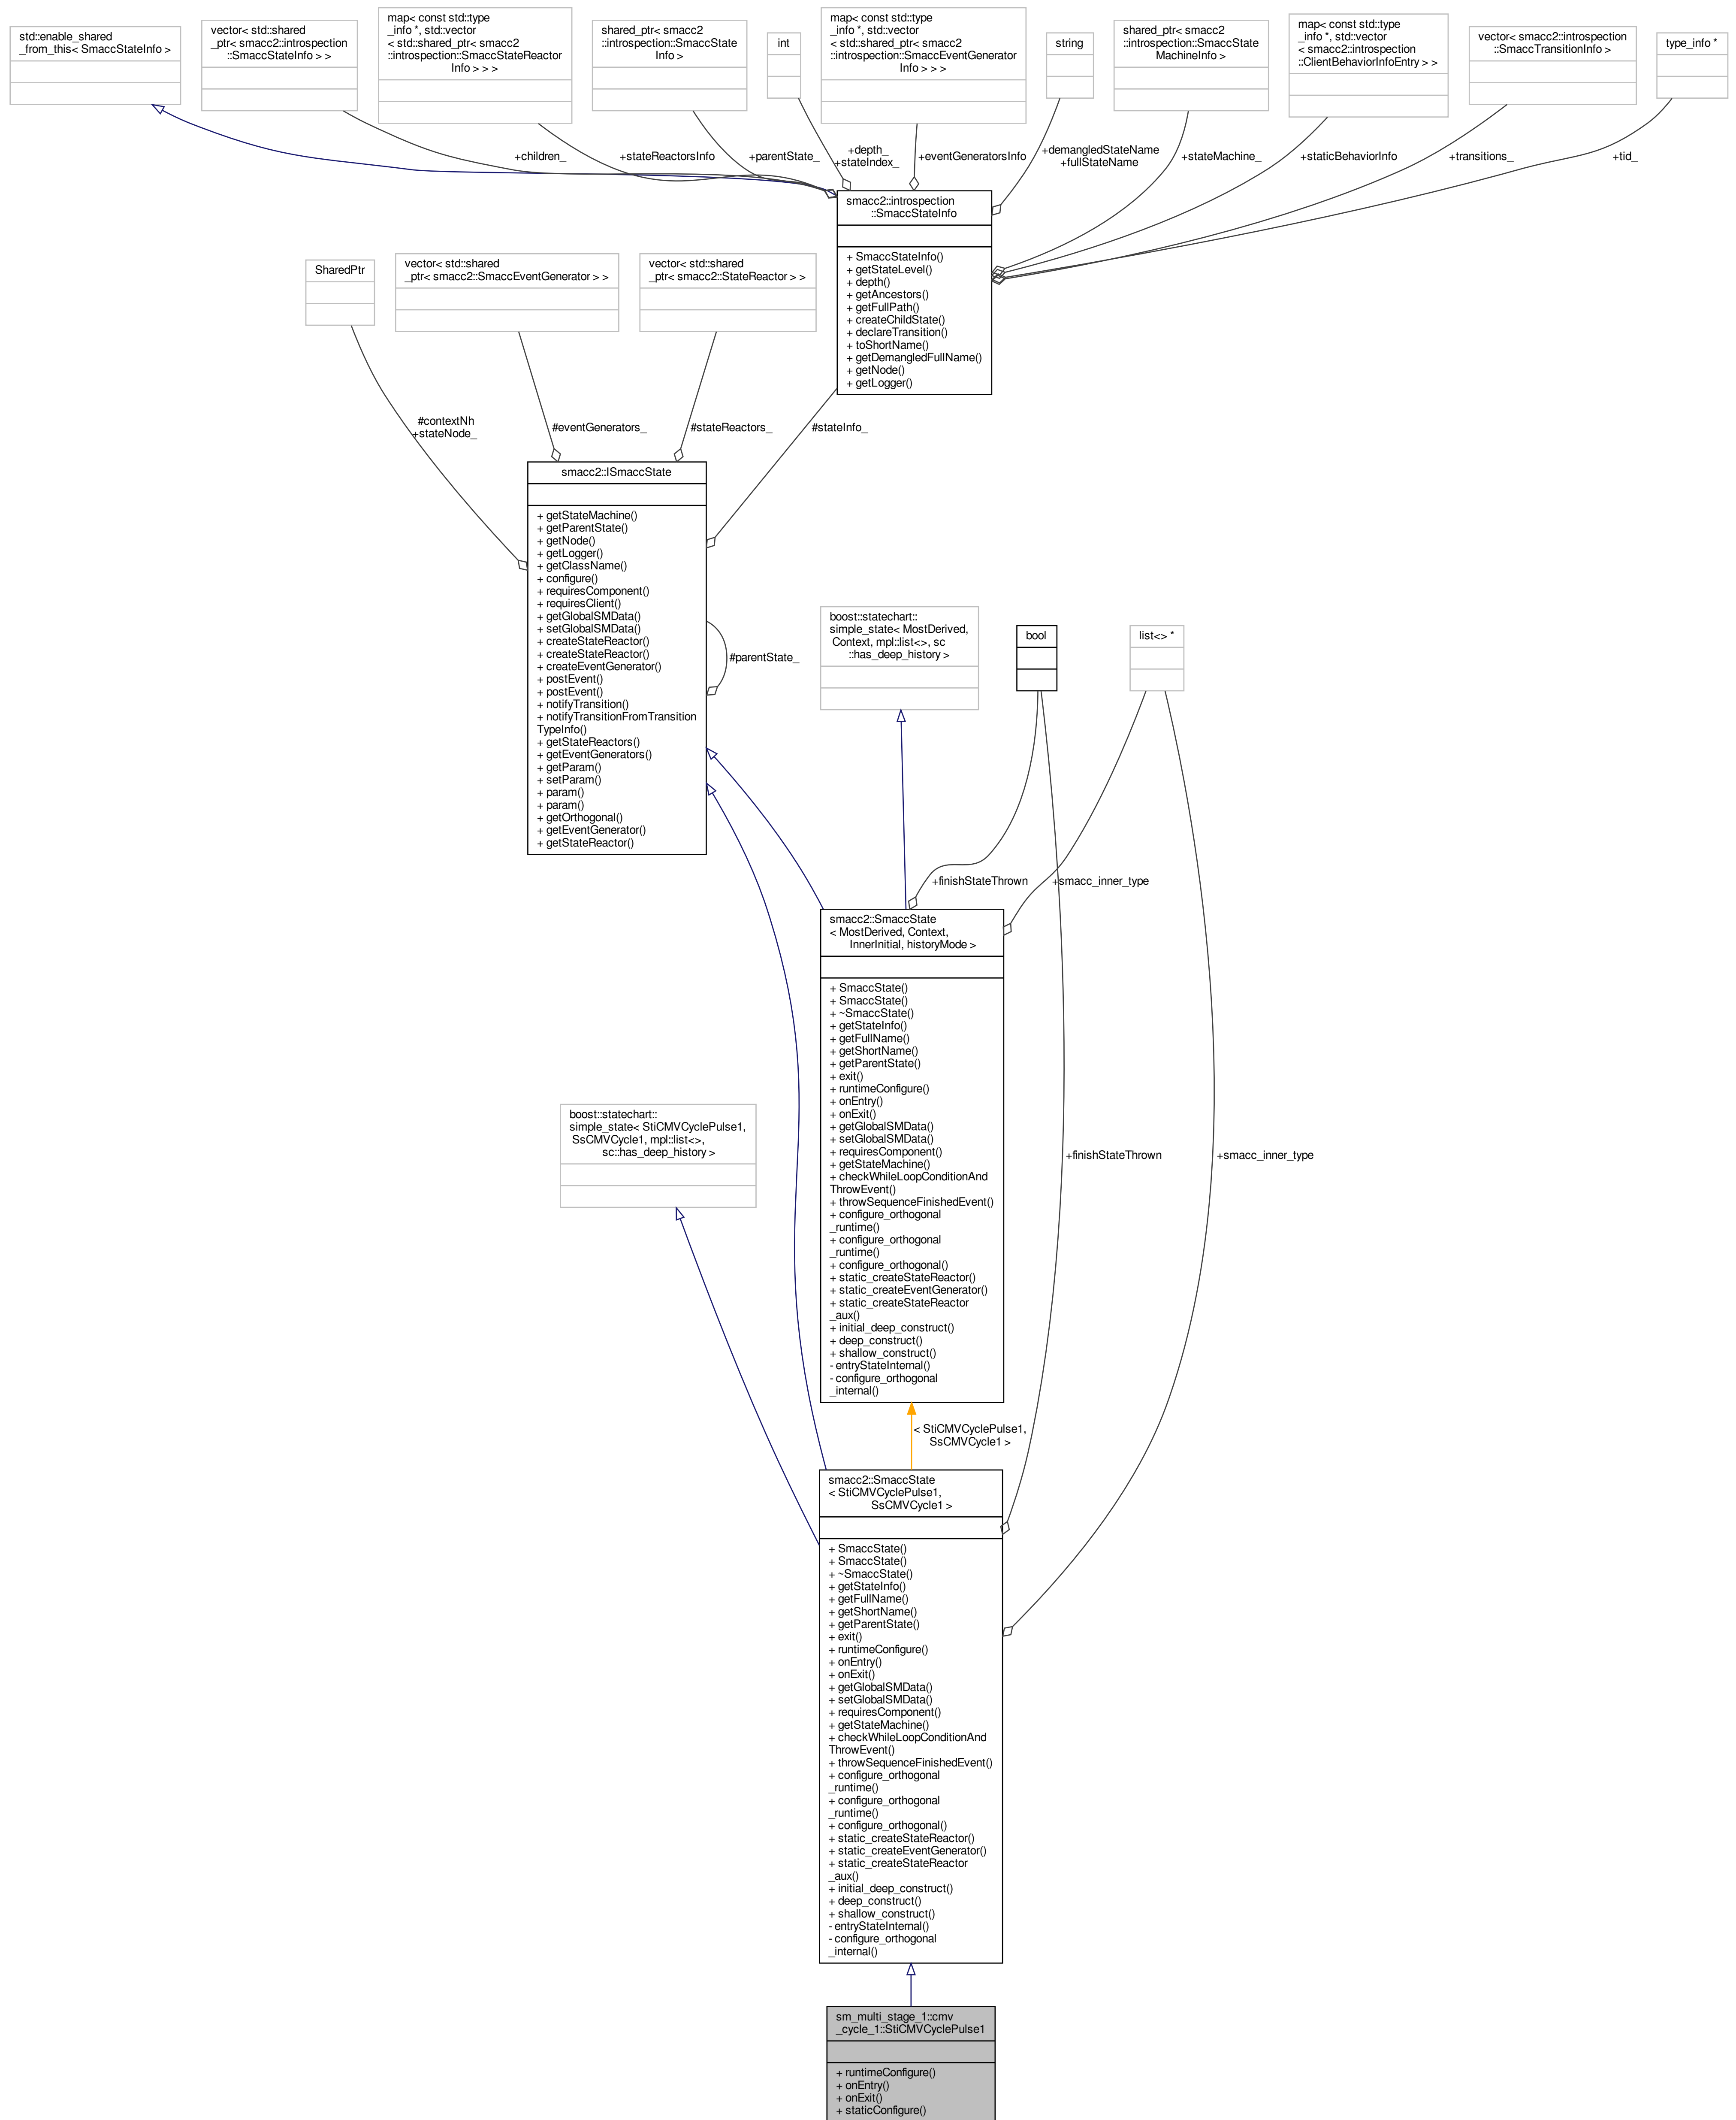 std::enable_shared
_from_this< SmaccStateInfo >
vector< std::shared
_ptr< smacc2::introspection
::SmaccStateInfo > >
map< const std::type
_info *, std::vector
< std::shared_ptr< smacc2
::introspection::SmaccStateReactor
Info > > >
shared_ptr< smacc2
::introspection::SmaccState
Info >
int
map< const std::type
_info *, std::vector
< std::shared_ptr< smacc2
::introspection::SmaccEventGenerator
Info > > >
string
shared_ptr< smacc2
::introspection::SmaccState
MachineInfo >
map< const std::type
_info *, std::vector
< smacc2::introspection
::ClientBehaviorInfoEntry > >
vector< smacc2::introspection
::SmaccTransitionInfo >
type_info *
+children_
+stateReactorsInfo
+parentState_
+depth_
+stateIndex_
+eventGeneratorsInfo
+demangledStateName
+fullStateName
+stateMachine_
+staticBehaviorInfo
+transitions_
+tid_
smacc2::introspection
::SmaccStateInfo
+ SmaccStateInfo()
+ getStateLevel()
+ depth()
+ getAncestors()
+ getFullPath()
+ createChildState()
+ declareTransition()
+ toShortName()
+ getDemangledFullName()
+ getNode()
+ getLogger()
SharedPtr
vector< std::shared
_ptr< smacc2::SmaccEventGenerator > >
vector< std::shared
_ptr< smacc2::StateReactor > >
#contextNh
+stateNode_
#eventGenerators_
#stateReactors_
#stateInfo_
smacc2::ISmaccState
+ getStateMachine()
+ getParentState()
+ getNode()
+ getLogger()
+ getClassName()
+ configure()
+ requiresComponent()
+ requiresClient()
+ getGlobalSMData()
+ setGlobalSMData()
+ createStateReactor()
+ createStateReactor()
+ createEventGenerator()
+ postEvent()
+ postEvent()
+ notifyTransition()
+ notifyTransitionFromTransition
TypeInfo()
+ getStateReactors()
+ getEventGenerators()
+ getParam()
+ setParam()
+ param()
+ param()
+ getOrthogonal()
+ getEventGenerator()
+ getStateReactor()
#parentState_
boost::statechart::
simple_state< MostDerived,
Context, mpl::list<>, sc
::has_deep_history >
bool
list<> *
+finishStateThrown
+smacc_inner_type
smacc2::SmaccState
< MostDerived, Context,
InnerInitial, historyMode >
+ SmaccState()
+ SmaccState()
+ ~SmaccState()
+ getStateInfo()
+ getFullName()
+ getShortName()
+ getParentState()
+ exit()
+ runtimeConfigure()
+ onEntry()
+ onExit()
+ getGlobalSMData()
+ setGlobalSMData()
+ requiresComponent()
+ getStateMachine()
+ checkWhileLoopConditionAnd
ThrowEvent()
+ throwSequenceFinishedEvent()
+ configure_orthogonal
_runtime()
+ configure_orthogonal
_runtime()
+ configure_orthogonal()
+ static_createStateReactor()
+ static_createEventGenerator()
+ static_createStateReactor
_aux()
+ initial_deep_construct()
+ deep_construct()
+ shallow_construct()
- entryStateInternal()
- configure_orthogonal
_internal()
boost::statechart::
simple_state< StiCMVCyclePulse1,
SsCMVCycle1, mpl::list<>,
sc::has_deep_history >
+finishStateThrown
+smacc_inner_type
< StiCMVCyclePulse1,
SsCMVCycle1 >
smacc2::SmaccState
< StiCMVCyclePulse1,
SsCMVCycle1 >
+ SmaccState()
+ SmaccState()
+ ~SmaccState()
+ getStateInfo()
+ getFullName()
+ getShortName()
+ getParentState()
+ exit()
+ runtimeConfigure()
+ onEntry()
+ onExit()
+ getGlobalSMData()
+ setGlobalSMData()
+ requiresComponent()
+ getStateMachine()
+ checkWhileLoopConditionAnd
ThrowEvent()
+ throwSequenceFinishedEvent()
+ configure_orthogonal
_runtime()
+ configure_orthogonal
_runtime()
+ configure_orthogonal()
+ static_createStateReactor()
+ static_createEventGenerator()
+ static_createStateReactor
_aux()
+ initial_deep_construct()
+ deep_construct()
+ shallow_construct()
- entryStateInternal()
- configure_orthogonal
_internal()
sm_multi_stage_1::cmv
_cycle_1::StiCMVCyclePulse1
+ runtimeConfigure()
+ onEntry()
+ onExit()
+ staticConfigure()